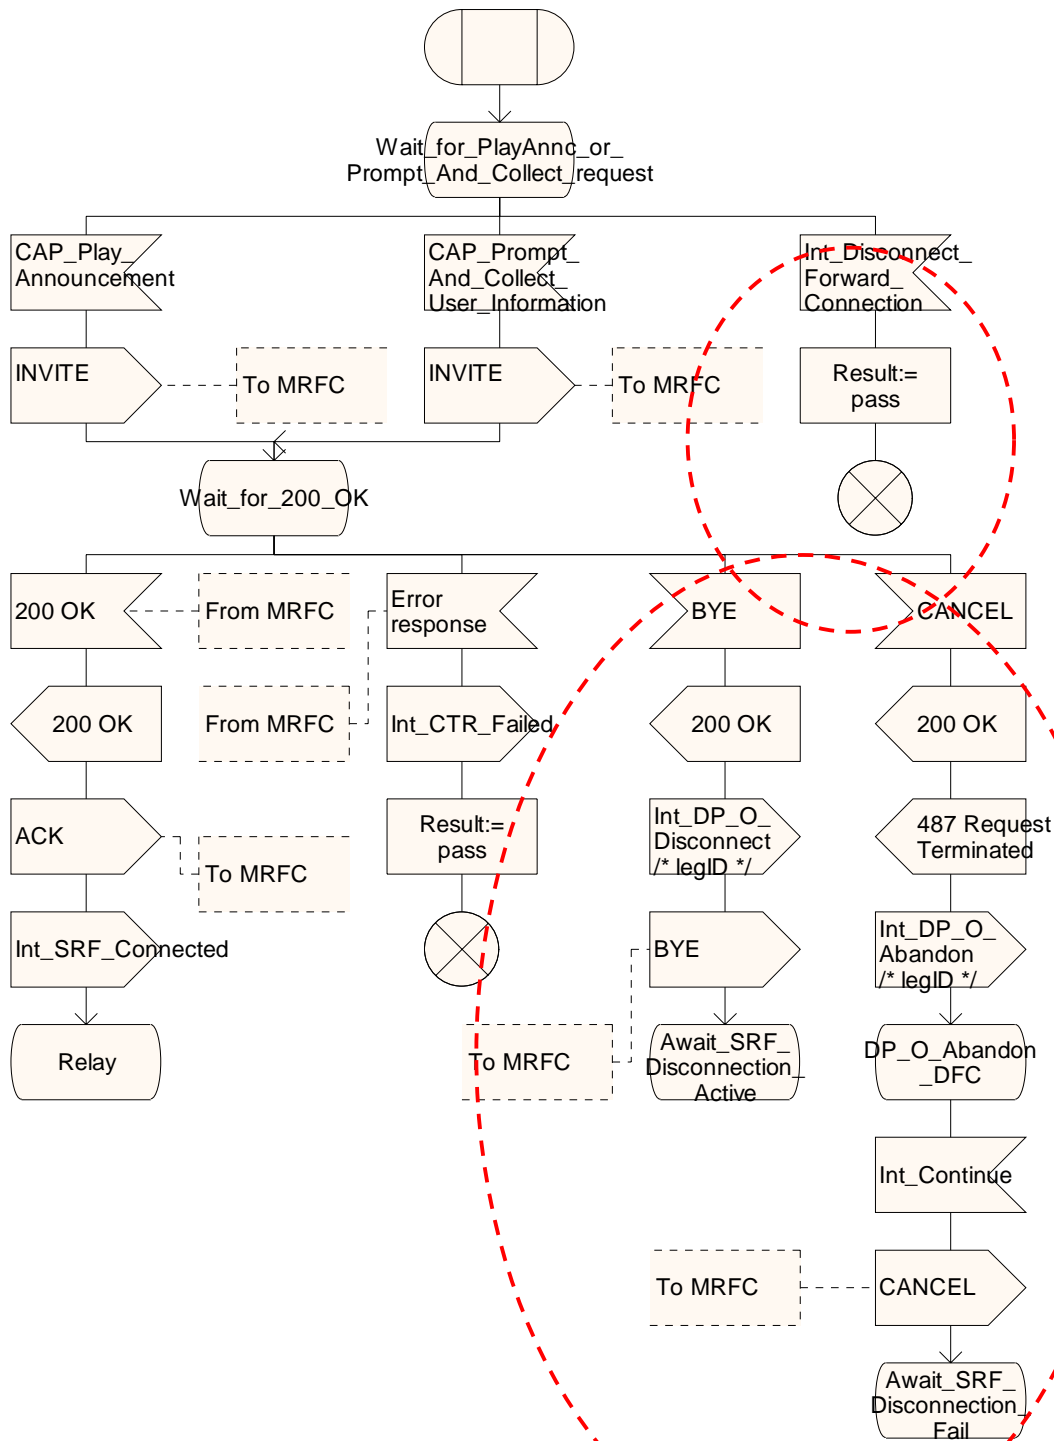 Wait_for_PlayAnnc_or_
Prompt_And_Collect_request
CAP_Play_
Announcement
CAP_Prompt_
And_Collect_
User_Information
Int_Disconnect_
Forward_
Connection
INVITE
To MRFC
INVITE
To MRFC
Result:=
pass
Wait_for_200_OK
200 OK
From MRFC
Error
response
BYE
CANCEL
200 OK
From MRFC
Int_CTR_Failed
200 OK
200 OK
ACK
To MRFC
Result:=
pass
Int_DP_O_
Disconnect
/* legID */
487 Request
Terminated
Int_SRF_Connected
BYE
Int_DP_O_
Abandon
/* legID */
Relay
To MRFC
Await_SRF_
Disconnection_
Active
DP_O_Abandon
_DFC
Int_Continue
To MRFC
CANCEL
Await_SRF_
Disconnection_
Fail